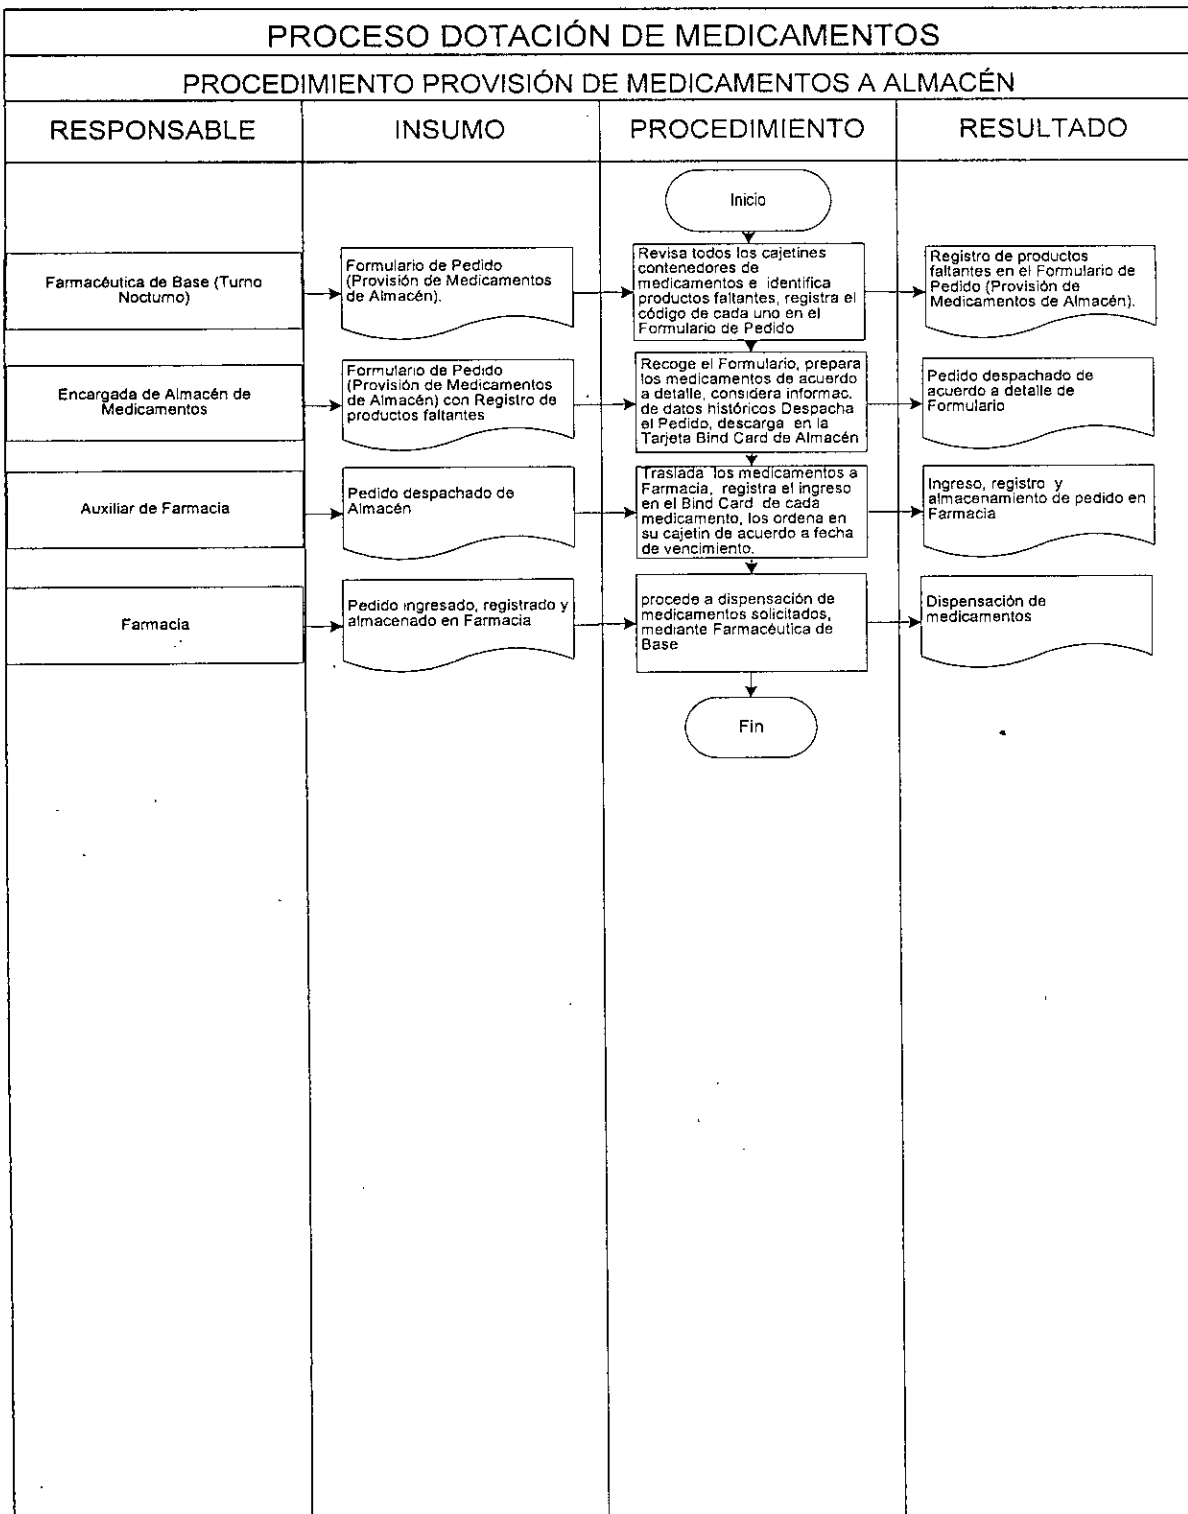 PROCESO DOTACIÓN DE MEDICAMENTOS
PROCEDIMIENTO PROVISIÓN DE MEDICAMENTOS A ALMACÉN
RESPONSABLE
INSUMO
PROCEDIMIENTO
RESULTADO
Inicio
Farmacéutica de Base (Turno
Nocturno)
Formulario de Pedido
(Provisión de Medicamentos
de Almacén).
Revisa todos los cajetines
contenedores de
medicamentos e identifica
productos faltantes, registra el
código de cada uno en el
Formulario de Pedido
Registro de productos
faltantes en el Formulario de
Pedido (Provisión de
Medicamentos de Almacén).
Encargada de Almacén de
Medicamentos
Formulario de Pedido
(Provisión de Medicamentos
de Almacén) con Registro de
productos faltantes
Recoge el Formulario, prepara
los medicamentos de acuerdo
a detalle, considera informac.
de datos históricos Despacha
el Pedido, descarga en la
Tarjeta Bind Card de Almacén
Pedido despachado de
acuerdo a detalle de
Formulario
Auxiliar de Farmacia
Pedido despachado de
Almacén
Traslada los medicamentos a
Farmacia, registra el ingreso
en el Bind Card de cada
medicamento, los ordena en
su cajetin de acuerdo a fecha
de vencimiento.
Ingreso, registro y
almacenamiento de pedido en
Farmacia
Farmacia
Pedido ingresado, registrado y
almacenado en Farmacia
procede a dispensación de
medicamentos solicitados,
mediante Farmacéutica de
Base
Dispensación de
medicamentos
Fin